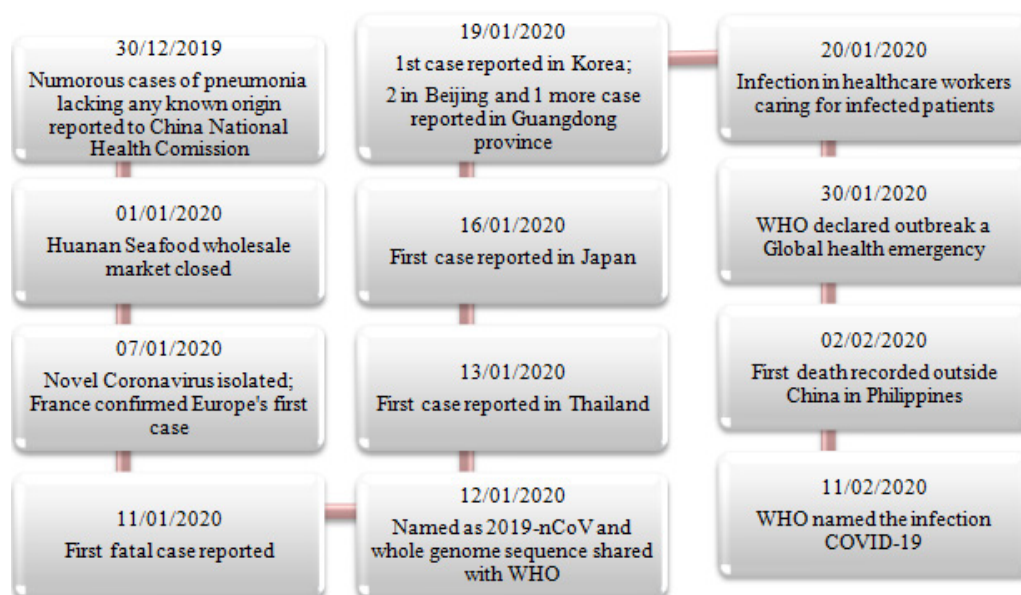 30/12/2019
Numorous cases of pneumonia
lacking any known origin
reported to China National
Health Comission
01/01/2020
Huanan Seafood wholesale
market closed
07/01/2020
Novel Coronavirus isolated;
France confirmed Europe's first
case
11/01/2020
First fatal case reported
12/01/2020
Named as 2019-nCoV and
whole genome sequence shared
with WHO
13/01/2020
First case reported in Thailand
16/01/2020
First case reported in Japan
19/01/2020
1st case reported in Korea;
2 in Beijing and 1 more case
reported in Guangdong
province
20/01/2020
Infection in healthcare workers
caring for infected patients
30/01/2020
WHO declared outbreak a
Global health emergency
02/02/2020
First death recorded outside
China in Philippines
11/02/2020
WHO named the infection
COVID-19